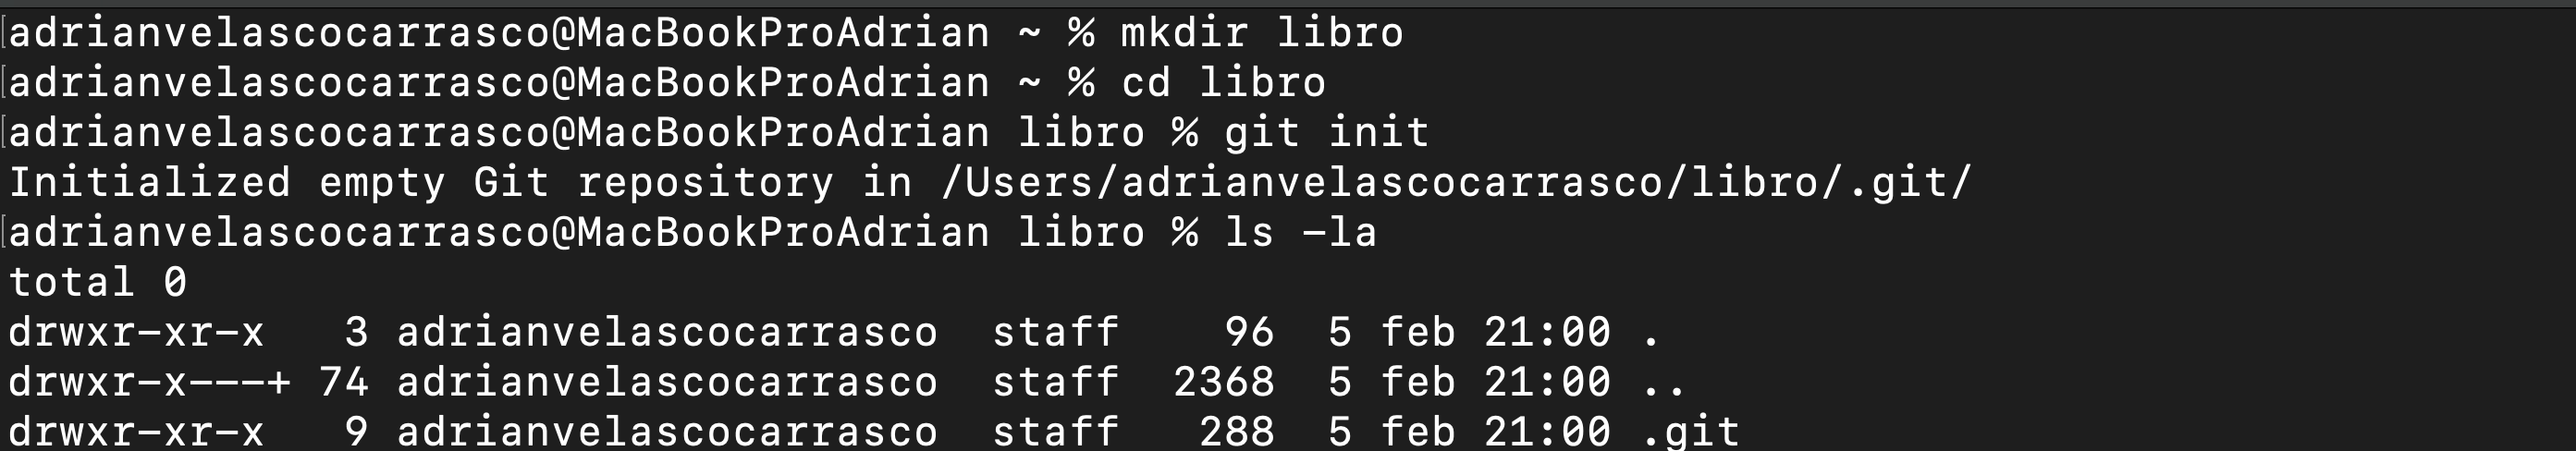 adrianvelascocarrasco@MacBookProAdrian ~ % mkdir libro
adrianvelascocarrasco@MacBookProAdrian ~ % cd libro
adrianvelascocarrasco@MacBookProAdrian libro % git init
Initialized empty Git repository in /Users/adrianvelascocarrasco/libro/.git/
adrianvelascocarrasco@MacBookProAdrian libro % ls -la
total 0
drwxr-xr-x   3 adrianvelascocarrasco  staff    96  5 feb 21:00 .
drwxr-x---+ 74 adrianvelascocarrasco  staff  2368  5 feb 21:00 ..
drwxr-xr-x   9 adrianvelascocarrasco  staff   288  5 feb 21:00 .git